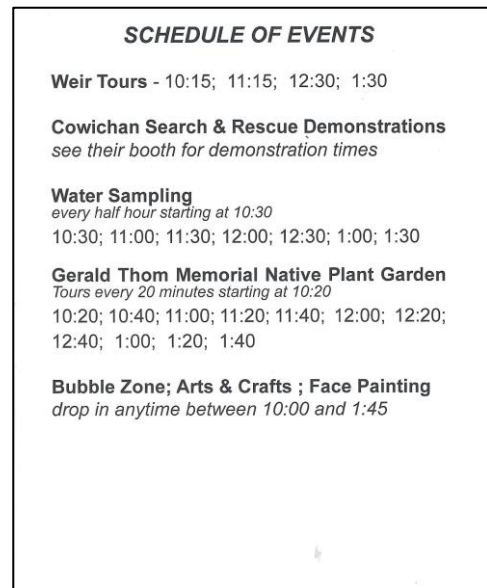 SCHEDULE OF EVENTS
Weir Tours - 10:15; 11:15; 12:30; 1:30
Cowichan Search & Rescue Demonstrations
see their booth for demonstration times
Water Sampling
every half hour starting at 10:30
10:30; 11:00; 11:30; 12:00; 12:30; 1:00; 1:30
Gerald Thom Memorial Native Plant Garden
Tours every 20 minutes starting at 10:20
10:20; 10:40; 11:00; 11:20; 11:40; 12:00; 12:20;
12:40; 1:00; 1:20; 1:40
Bubble Zone; Arts & Crafts ; Face Painting
drop in anytime between 10:00 and 1:45